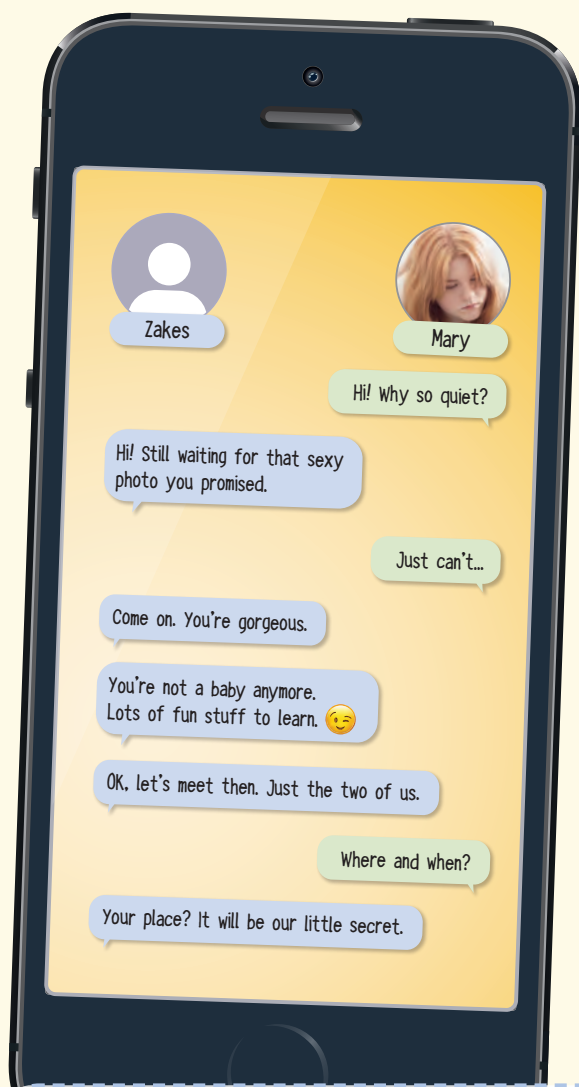 Zakes
Mary
Hi! Why so quiet?
Hi! Still waiting for that sexy
photo you promised.
Just can't...
Come on. You're gorgeous.
You're not a baby anymore.
Lots of fun stuff to learn. 😉
OK, let's meet then. Just the two of us.
Where and when?
Your place? It will be our little secret.